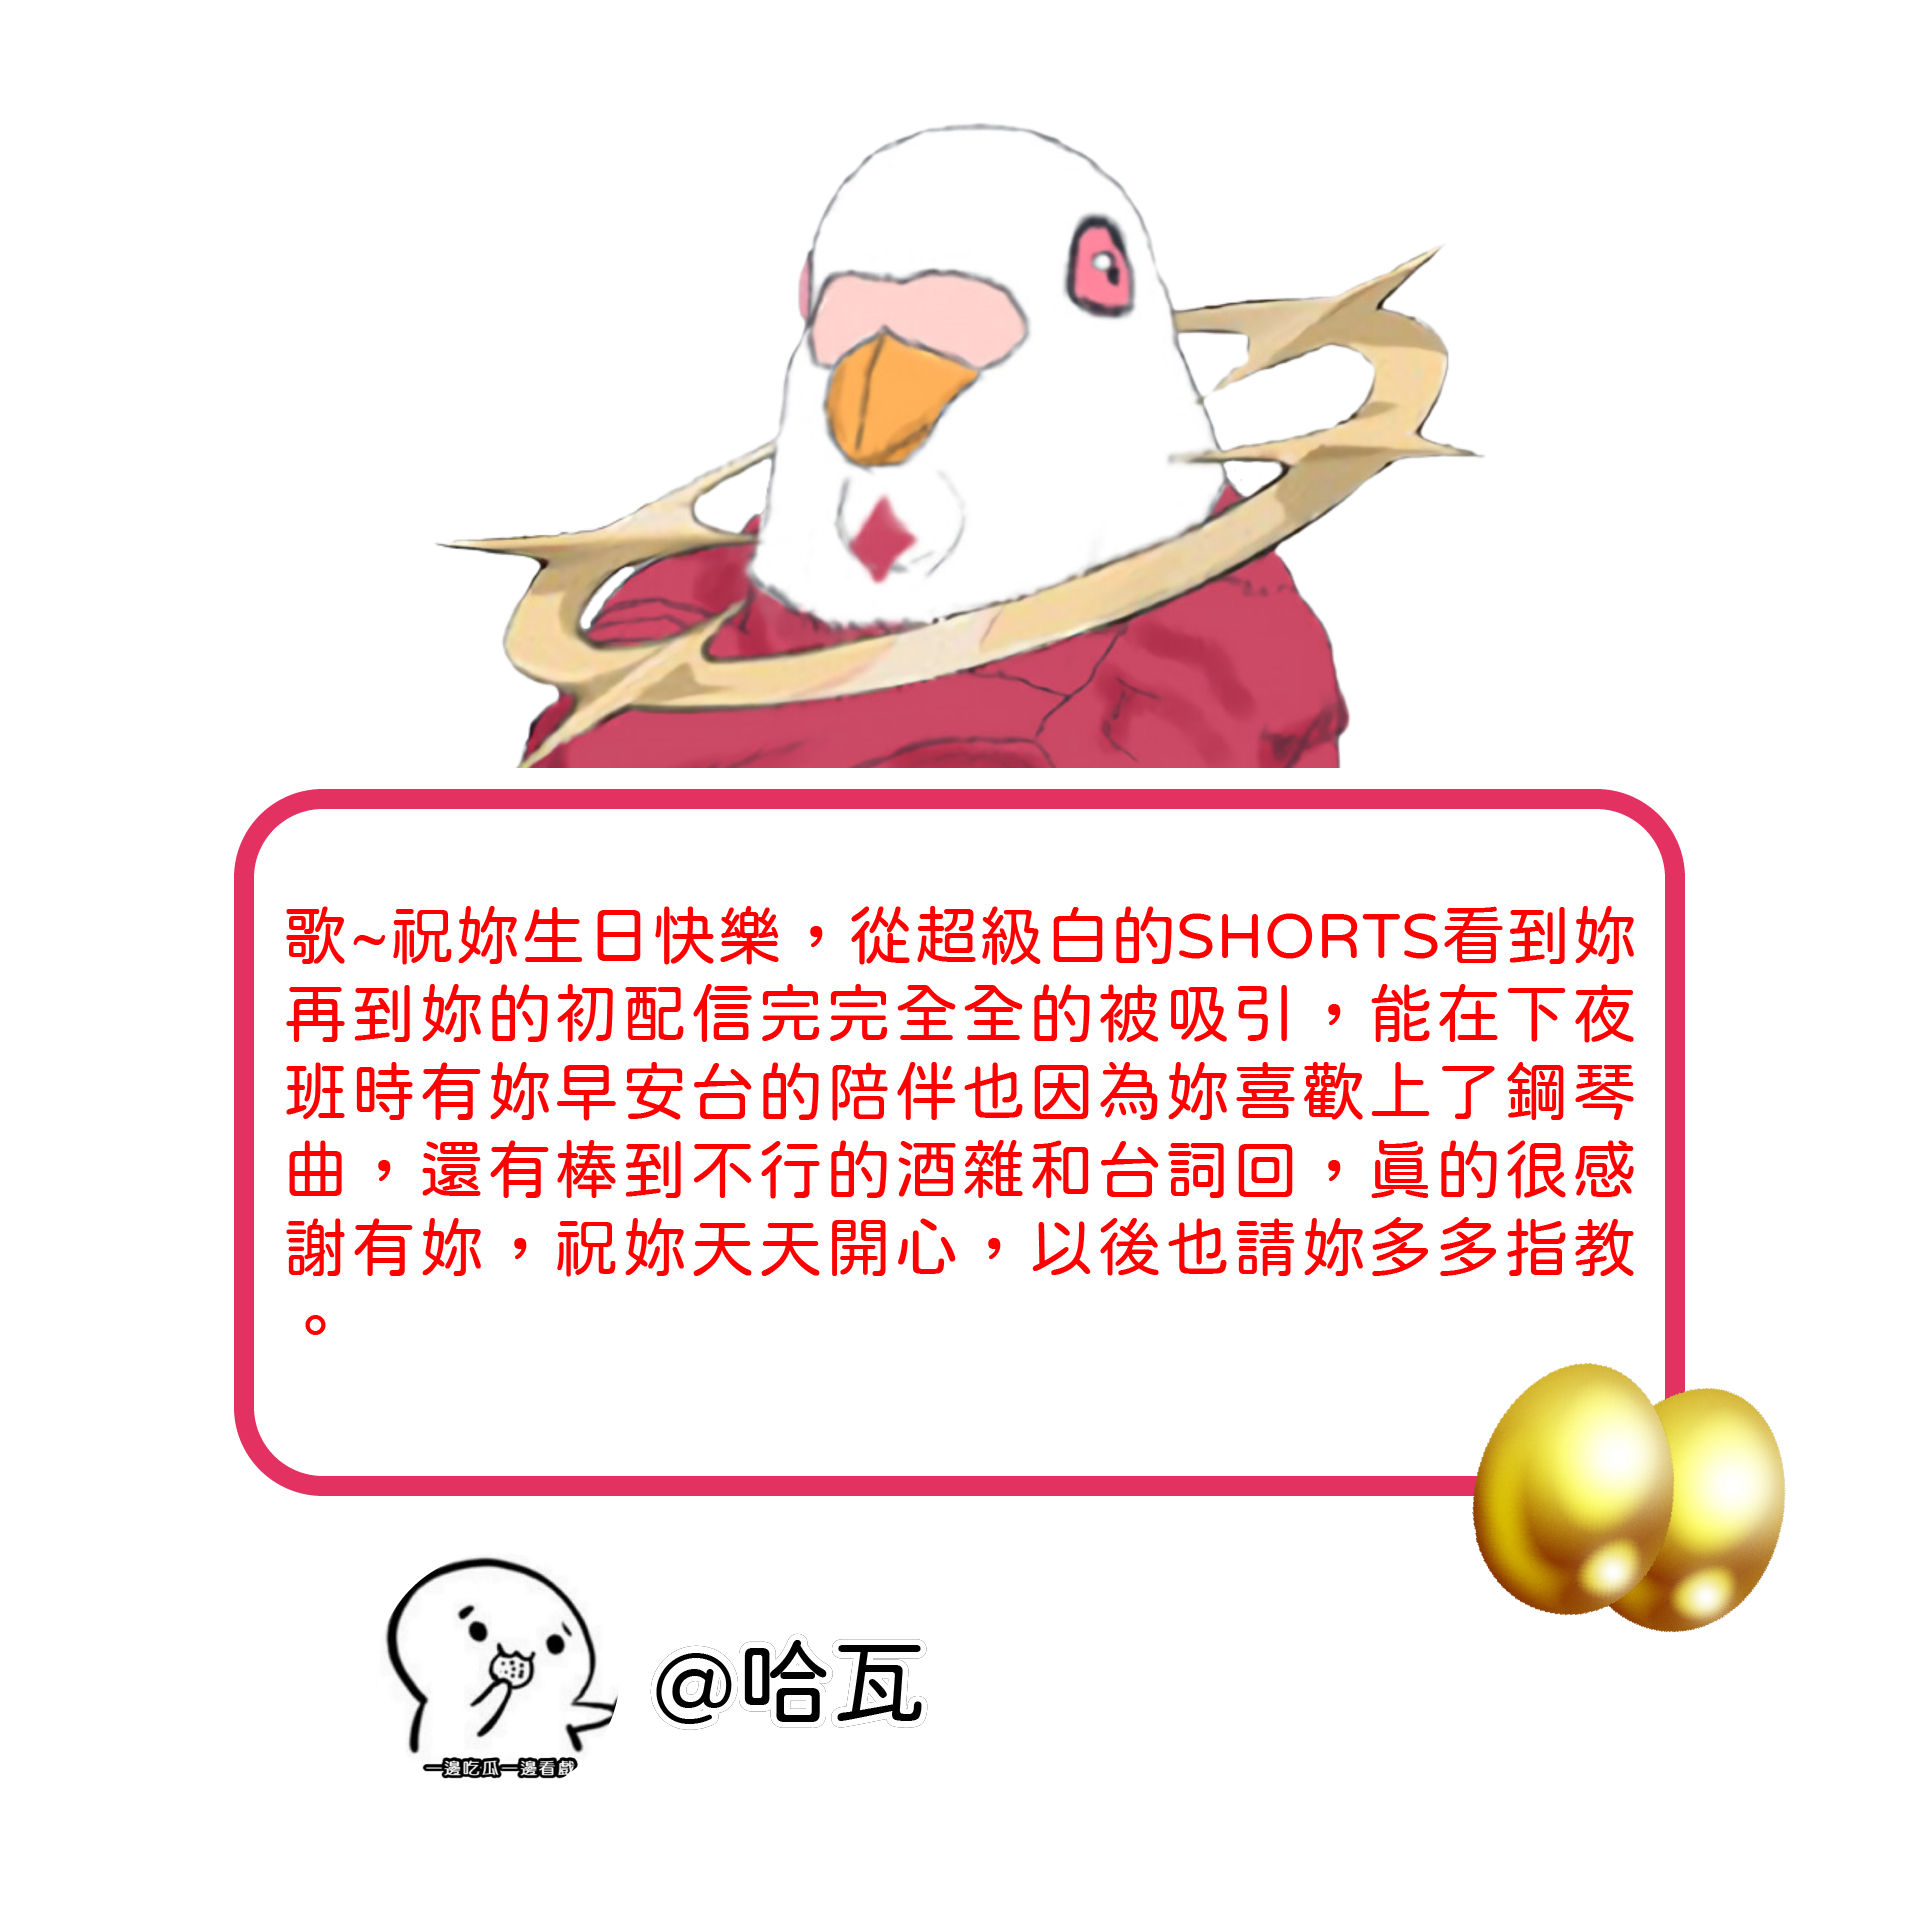 歌~祝妳生日快樂，從超級白的SHORTS看到妳
再到妳的初配信完完全全的被吸引，能在下夜
班時有妳早安台的陪伴也因為妳喜歡上了鋼琴
曲，還有棒到不行的酒雜和台詞回，真的很感
謝有妳，祝妳天天開心，以後也請妳多多指教
。
@哈瓦
一邊吃瓜一邊看戲